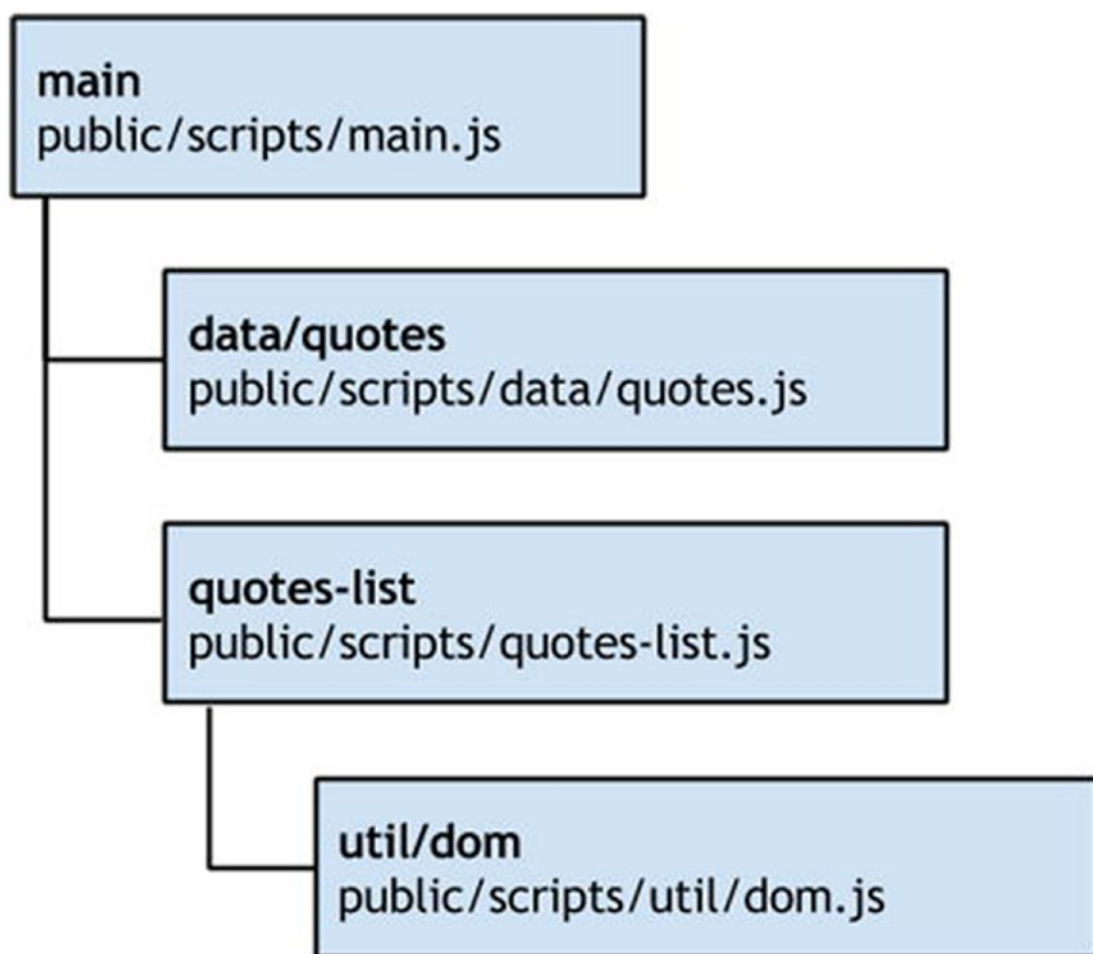 main
public/scripts/main.js
data/quotes
public/scripts/data/quotes.js
quotes-list
public/scripts/quotes-list.js
util/dom
public/scripts/util/dom.js